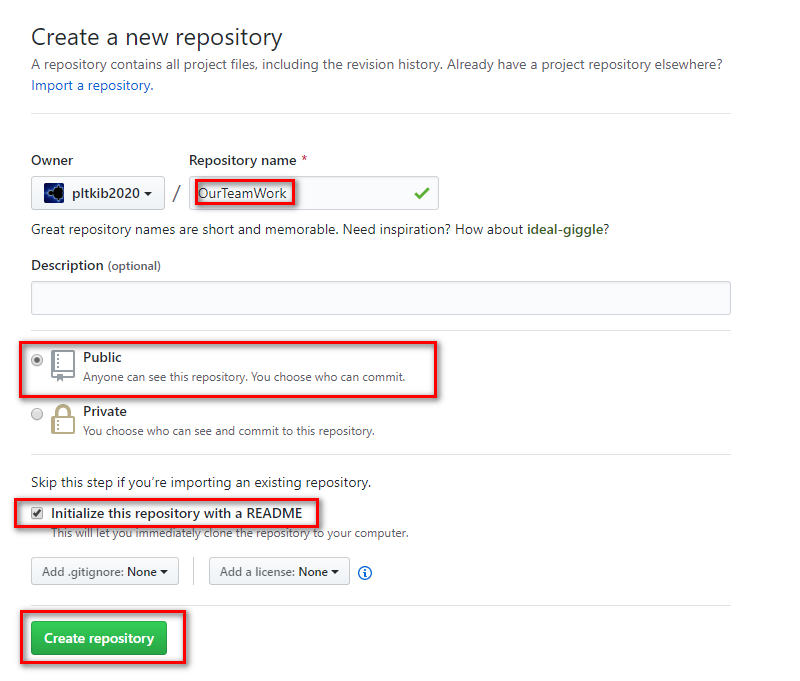 Create a new repository
A repository contains all project files, including the revision history. Already have a project repository elsewhere?
Import a repository.
Owner
Repository name *
pltkib2020
/
OurTeamWork
Great repository names are short and memorable. Need inspiration? How about ideal-giggle?
Description (optional)
Public
Anyone can see this repository. You choose who can commit.
Private
You choose who can see and commit to this repository.
Skip this step if you're importing an existing repository.
Initialize this repository with a README
This will let you immediately clone the repository to your computer.
Add .gitignore: None
Add a license: None
Create repository